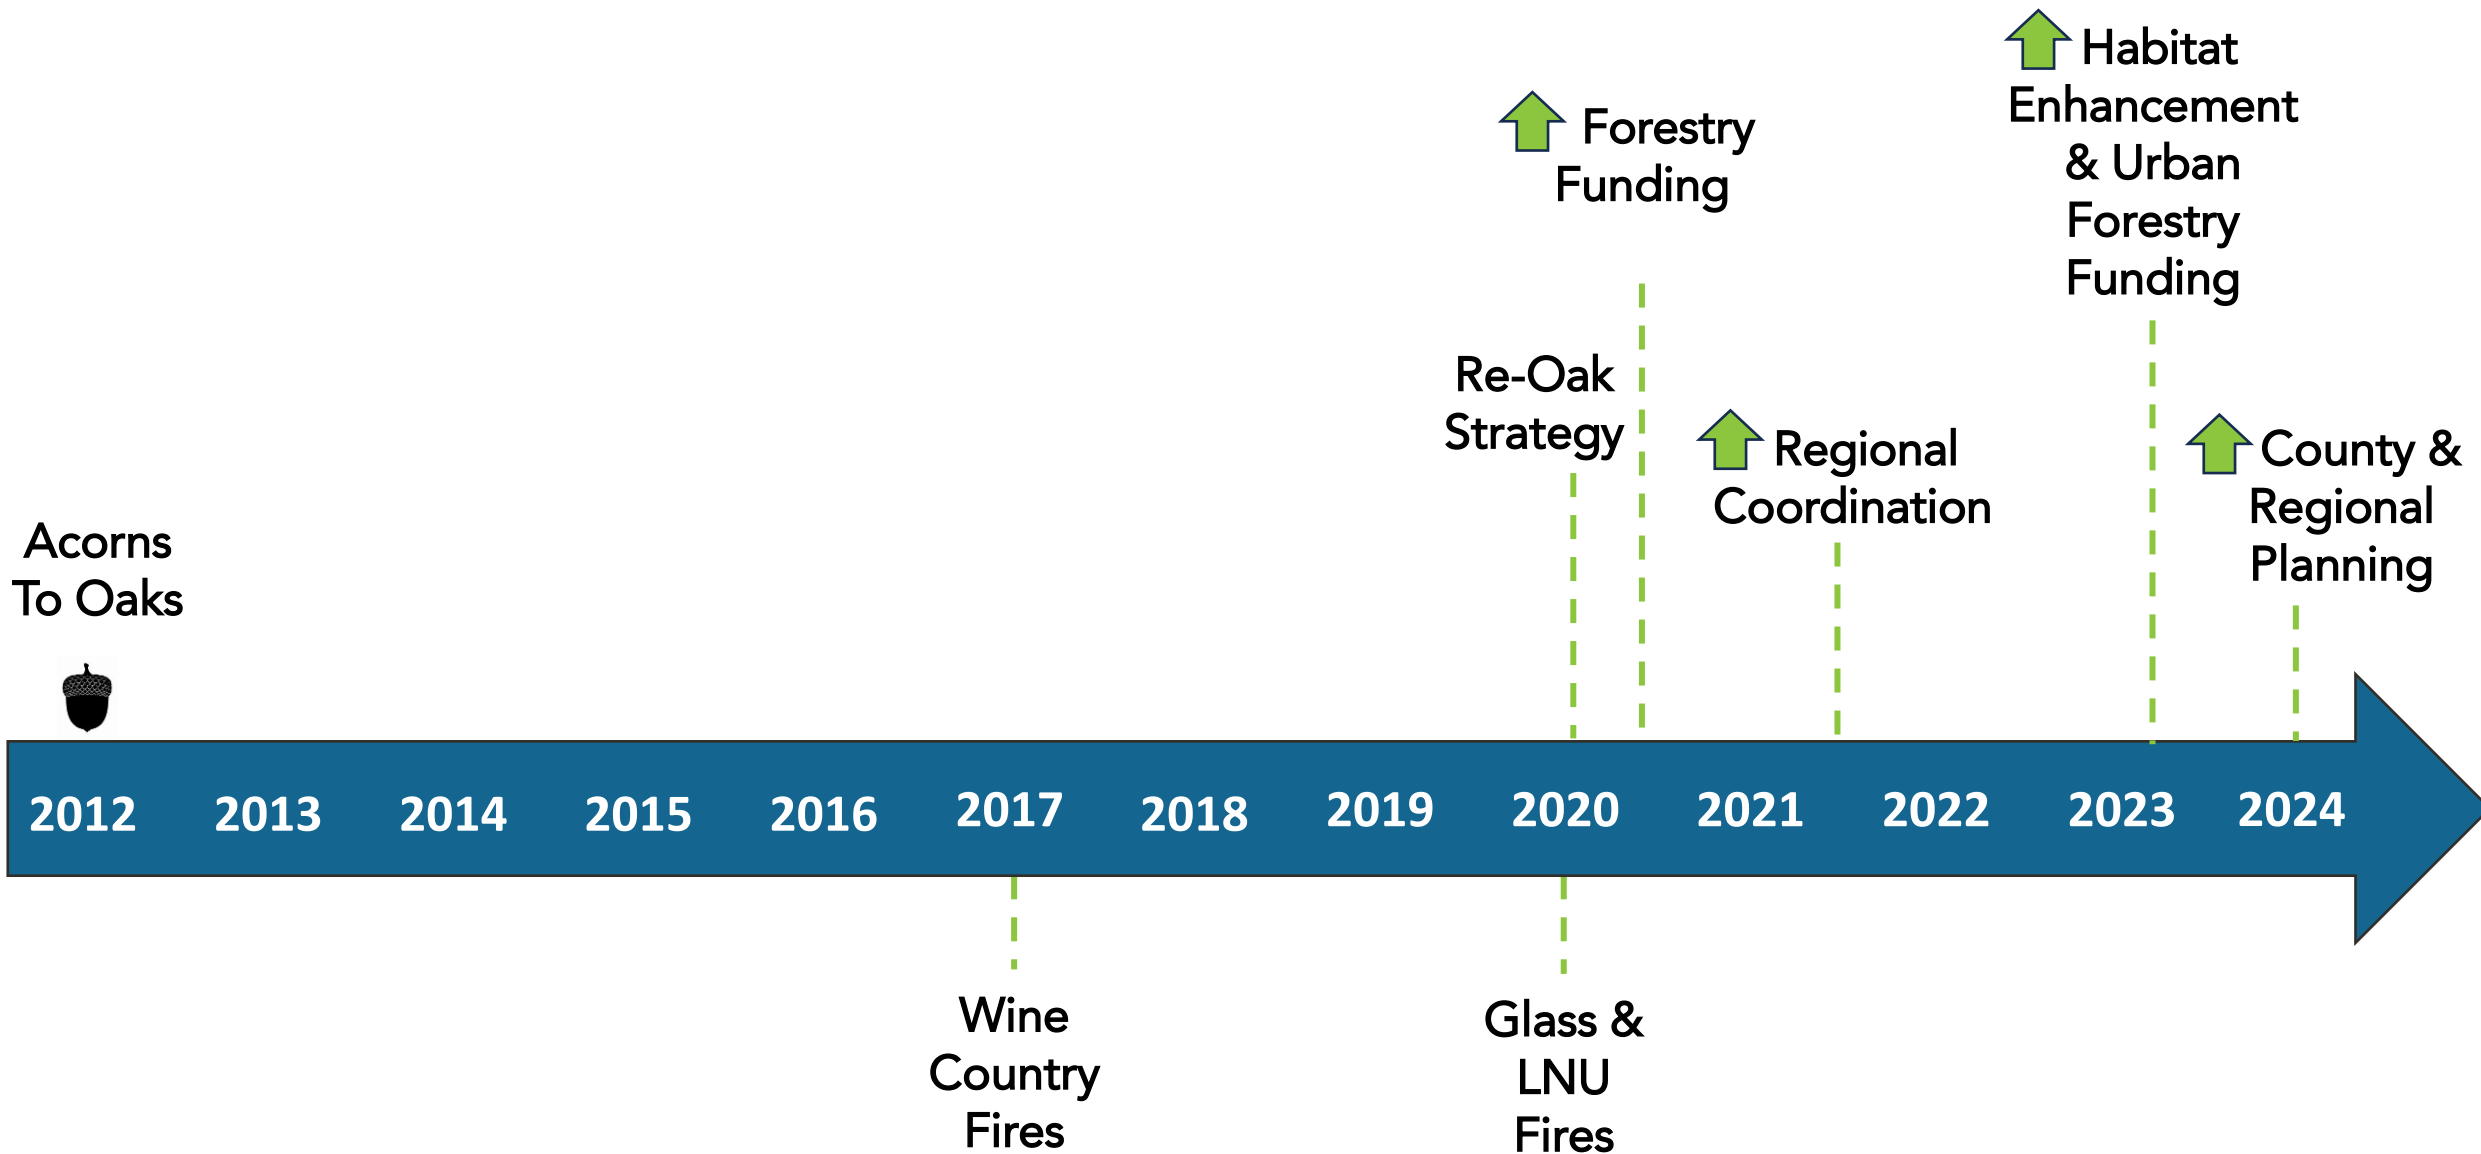 Habitat
Enhancement
& Urban
Forestry
Funding
Forestry
Funding
Re-Oak
Strategy
Regional
Coordination
County &
Regional
Planning
Acorns
To Oaks
2012 2013 2014 2015 2016 2017 2018 2019 2020 2021 2022 2023 2024
Wine
Country
Fires
Glass &
LNU
Fires